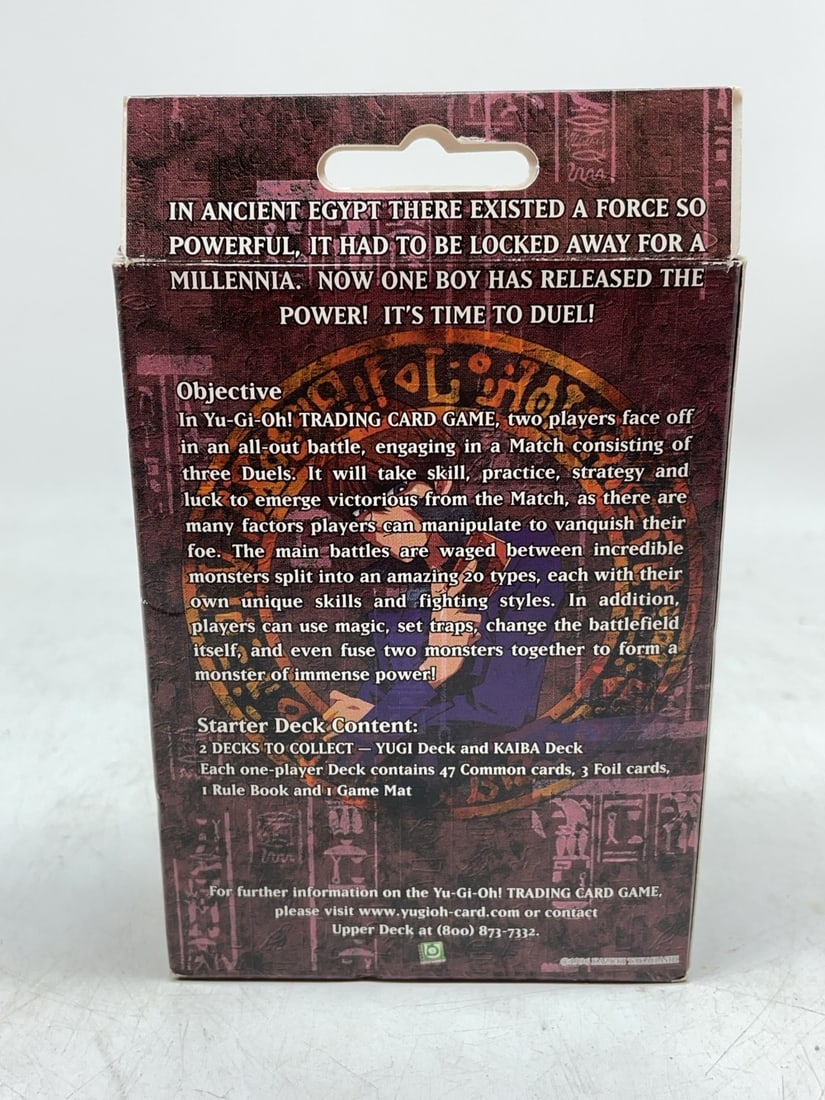 IN ANCIENT EGYPT THERE EXISTED A FORCE SO
POWERFUL, IT HAD TO BE LOCKED AWAY FOR A
MILLENNIA. NOW ONE BOY HAS RELEASED THE
POWER! IT'S TIME TO DUEL!
Objective
In Yu-Gi-Oh! TRADING CARD GAME, two players face off
in an all-out battle, engaging in a Match consisting of
three Duels. It will take skill, practice, strategy and
luck to emerge victorious from the Match, as there are
many factors players can manipulate to vanquish their
foe. The main battles are waged between incredible
monsters split into an amazing 20 types, each with their
own unique skills and fighting styles. In addition,
players can use magic, set traps, change the battlefield
itself, and even fuse two monsters together to form a
monster of immense power!
Starter Deck Content:
2 DECKS TO COLLECT — YUGI Deck and KAIBA Deck
Each one-player Deck contains 47 Common cards, 3 Foil cards,
1 Rule Book and 1 Game Mat
For further information on the Yu-Gi-Oh! TRADING CARD GAME,
please visit www.yugioh-card.com or contact
Upper Deck at (800) 873-7332.